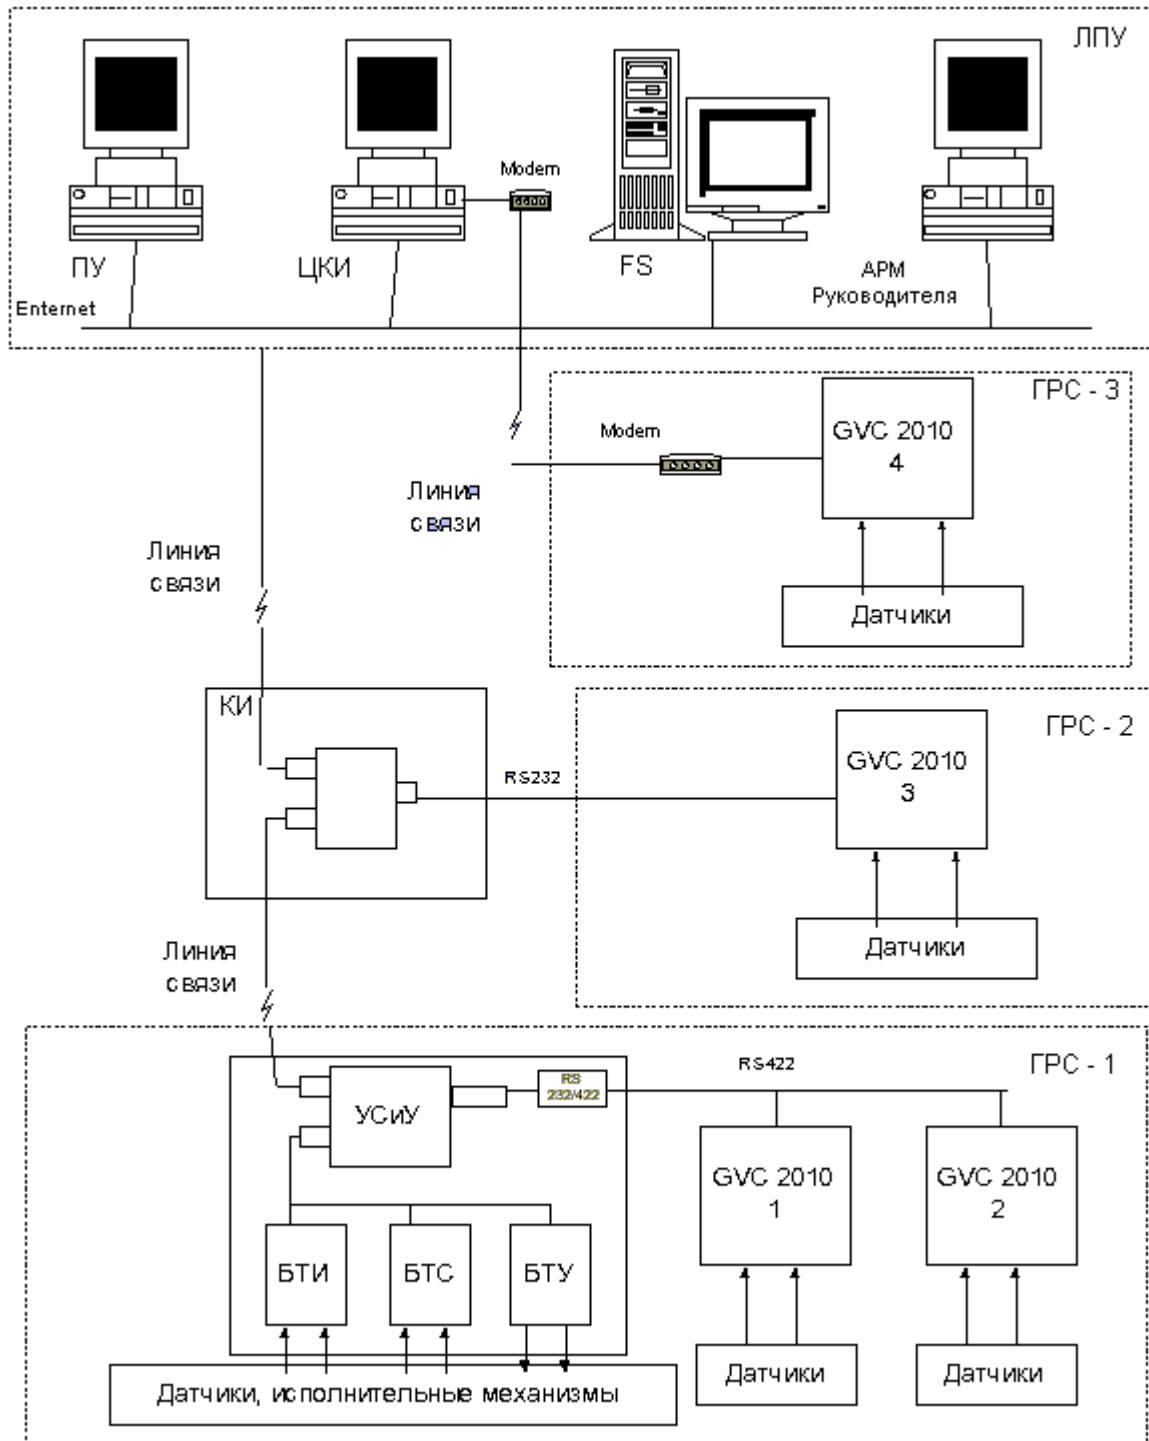 ЛПУ
Modem
ПУ
ЦКИ
FS
АРМ
Руководителя
Enternet
ГРС - 3
Modem
GVC 2010
4
Линия
связи
Датчики
Линия
связи
КИ
ГРС - 2
RS232
GVC 2010
3
Датчики
Линия
связи
ГРС - 1
RS422
RS
232/422
УСиУ
GVC 2010
1
GVC 2010
2
БТИ
БТС
БТУ
Датчики, исполнительные механизмы
Датчики
Датчики